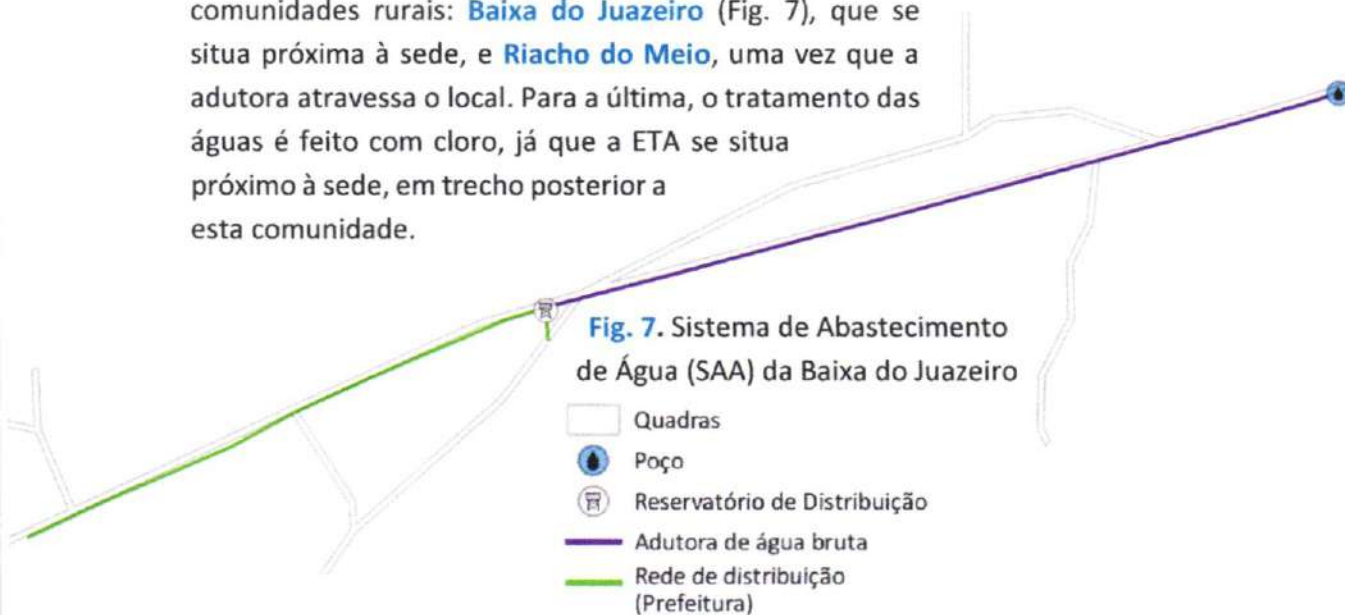 comunidades rurais: Baixa do Juazeiro (Fig. 7), que se
situa próxima à sede, e Riacho do Meio, uma vez que a
adutora atravessa o local. Para a última, o tratamento das
águas é feito com cloro, já que a ETA se situa
próximo à sede, em trecho posterior a
esta comunidade.
Fig. 7. Sistema de Abastecimento
de Água (SAA) da Baixa do Juazeiro
Quadras
Poço
Reservatório de Distribuição
Adutora de água bruta
Rede de distribuição
(Prefeitura)